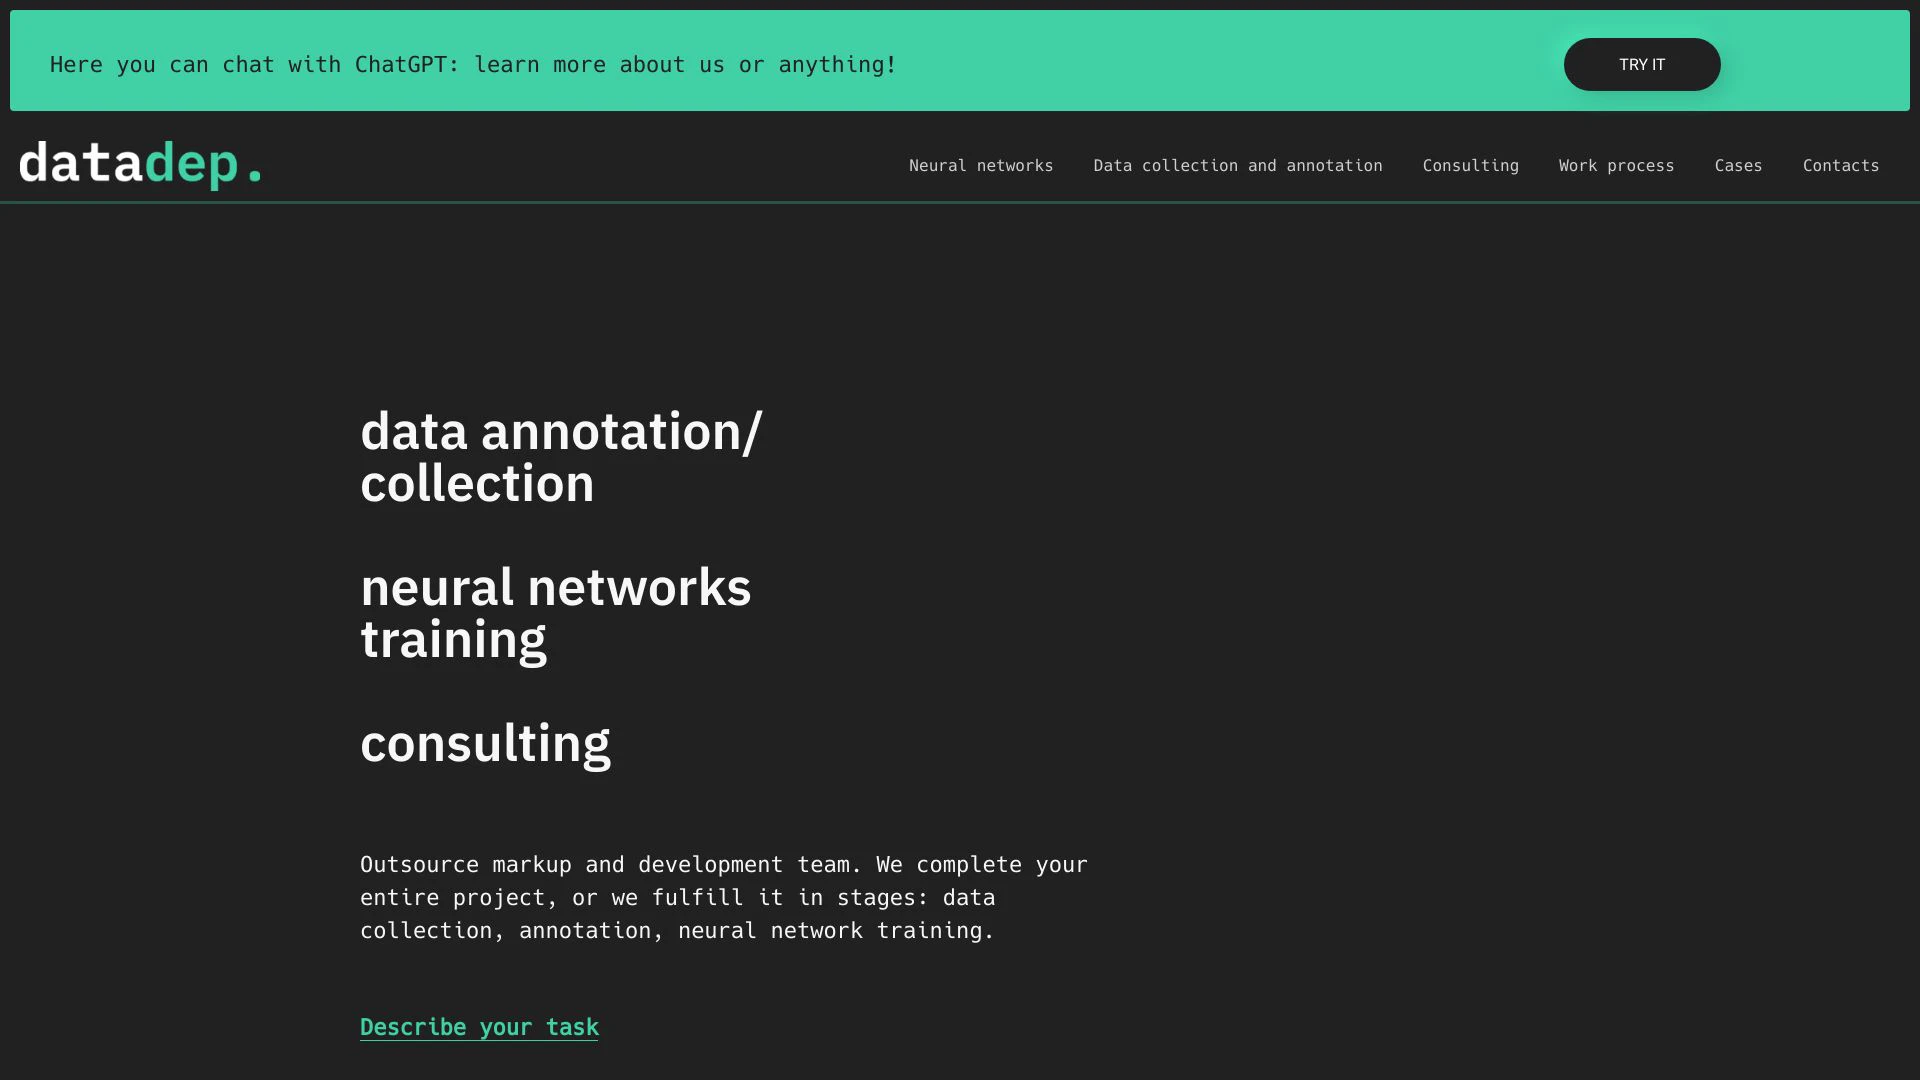 Here you can chat with ChatGPT: learn more about us or anything!
TRY IT
datadep.
Neural networks
Data collection and annotation
Consulting
Work process
Cases
Contacts
data annotation/
collection
neural networks
training
consulting
Outsource markup and development team. We complete your
entire project, or we fulfill it in stages: data
collection, annotation, neural network training.
Describe your task